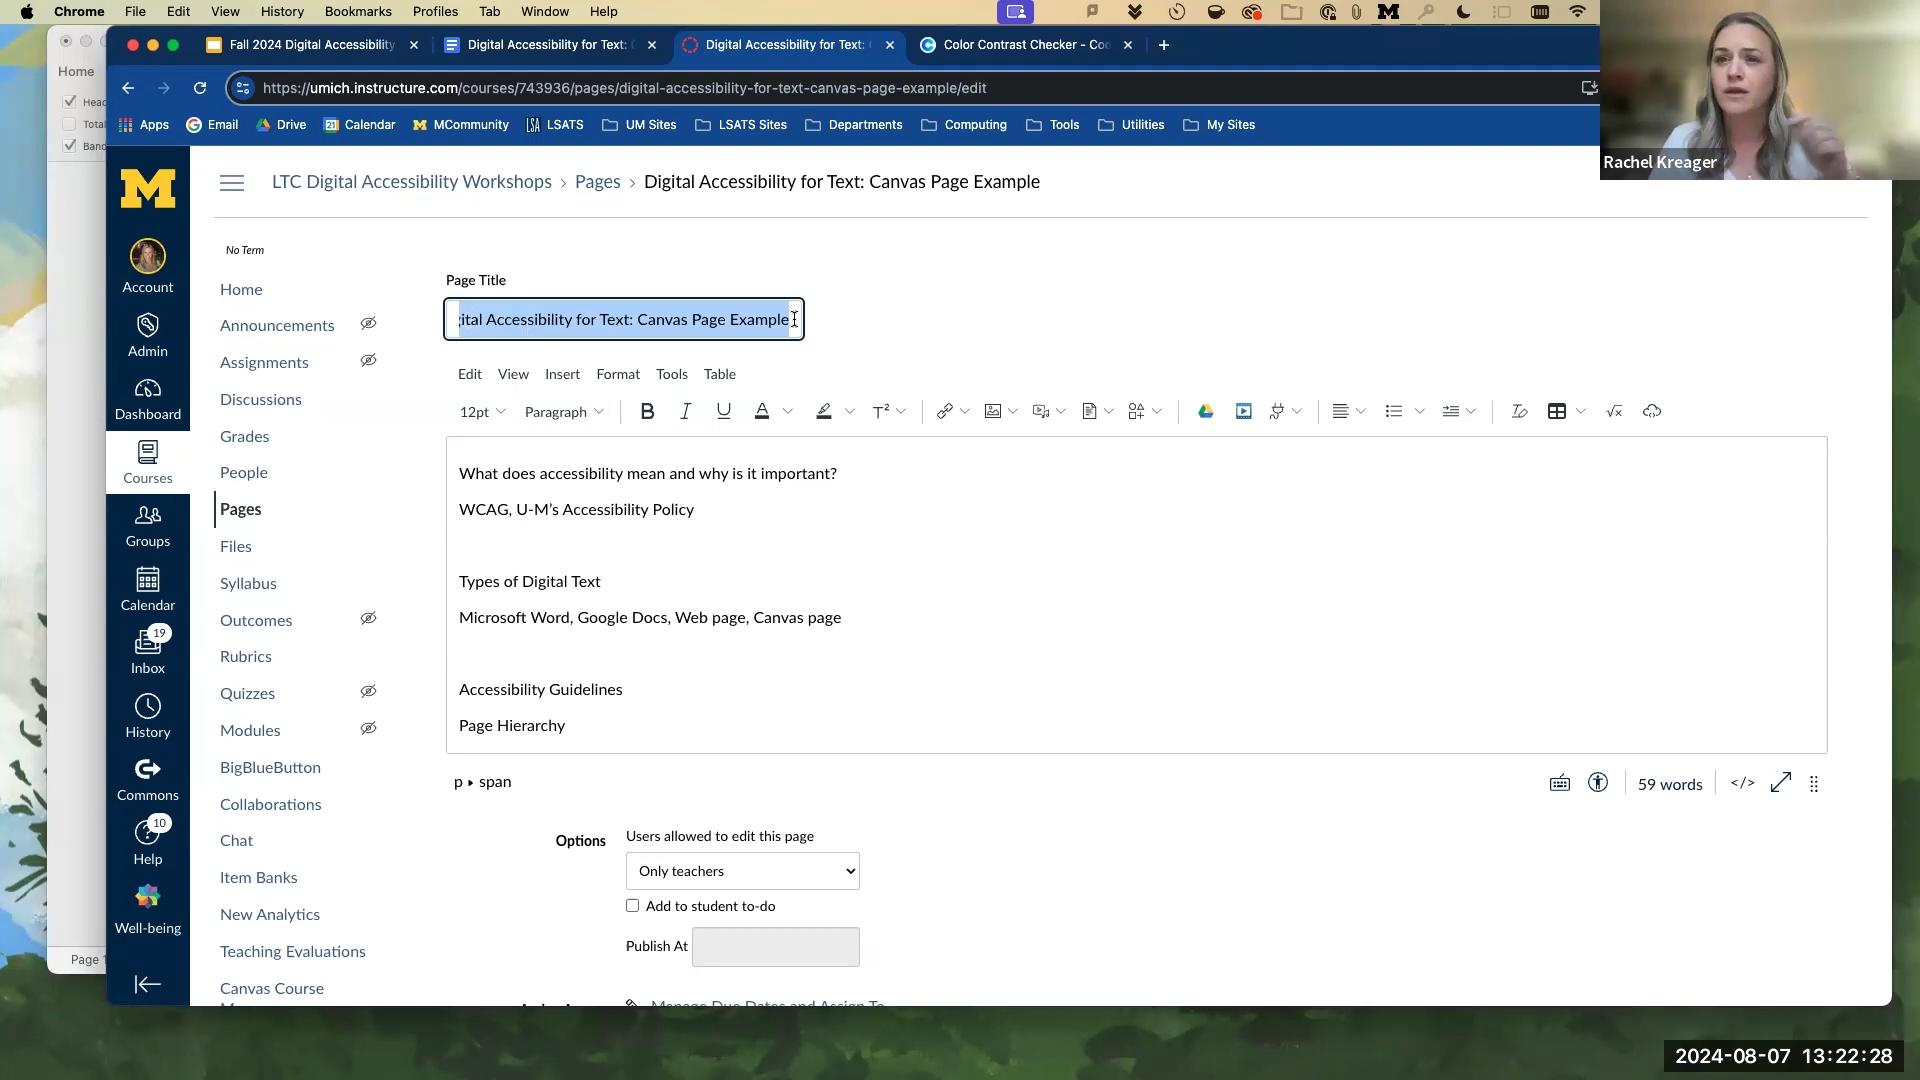 Chrome File Edit View History Bookmarks Profiles Tab Window Help
Home
Fall 2024 Digital Accessibility
Digital Accessibility for Text:
Digital Accessibility for Text:
Color Contrast Checker - Co
https://umich.instructure.com/courses/743936/pages/digital-accessibility-for-text-canvas-page-example/edit
Apps Email Drive Calendar MCommunity LSATS UM Sites LSATS Sites Departments Computing Tools Utilities My Sites
Rachel Kreager
LTC Digital Accessibility Workshops › Pages › Digital Accessibility for Text: Canvas Page Example
Account
Admin
Dashboard
Courses
Groups
Calendar
19
Inbox
History
Commons
10
Help
Well-being
Page 1
No Term
Home
Announcements
Assignments
Discussions
Grades
People
Pages
Files
Syllabus
Outcomes
Rubrics
Quizzes
Modules
BigBlueButton
Collaborations
Chat
Item Banks
New Analytics
Teaching Evaluations
Canvas Course
Page Title
ital Accessibility for Text: Canvas Page Example
Edit View Insert Format Tools Table
12pt Paragraph
What does accessibility mean and why is it important?
WCAG, U-M’s Accessibility Policy
Types of Digital Text
Microsoft Word, Google Docs, Web page, Canvas page
Accessibility Guidelines
Page Hierarchy
p ▸ span
59 words </>
Options
Users allowed to edit this page
Only teachers
Add to student to-do
Publish At
Manage Due Dates and Assign To
2024-08-07 13:22:28